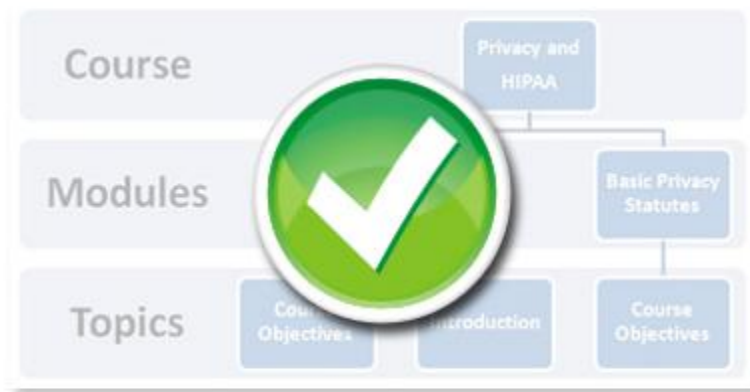 Course
Privacy and
HIPAA
Modules
Basic Privacy
Statutes
Topics
Objectives
Course
Objectives